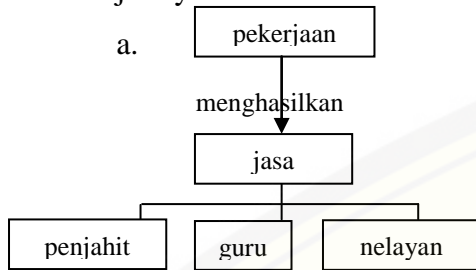 a.
pekerjaan
menghasilkan
jasa
penjahit guru nelayan